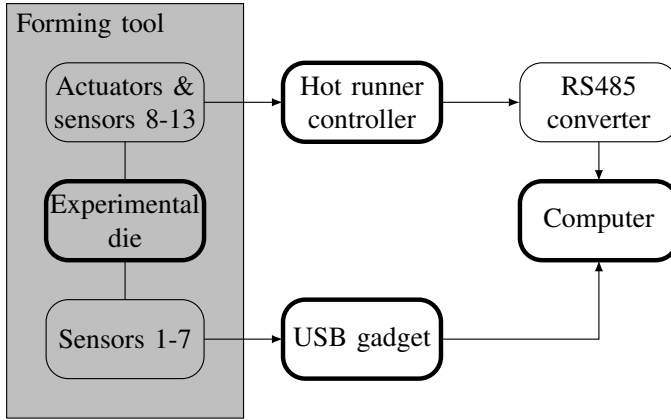 Forming tool
Actuators &
sensors 8-13
Hot runner
controller
RS485
converter
Experimental
die
Computer
Sensors 1-7
USB gadget